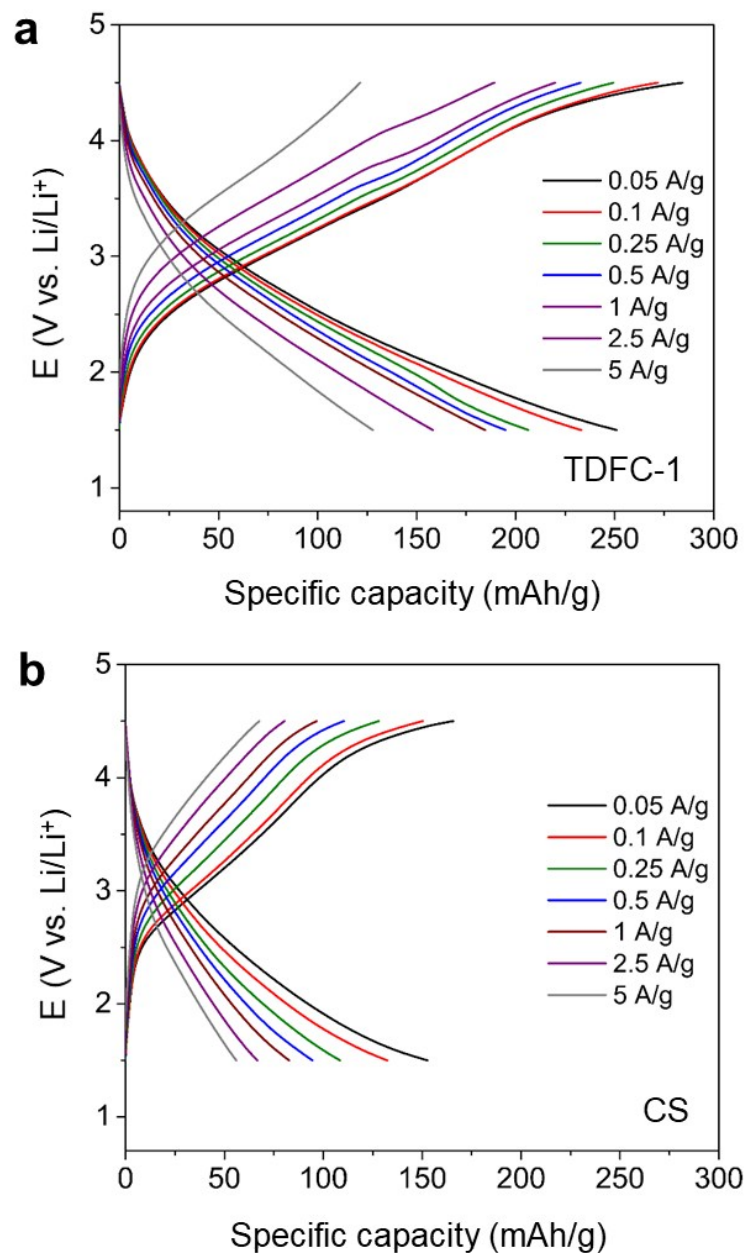 a
5
4
3
2
1
E (V vs. Li/Li⁺)
0.05 A/g
0.1 A/g
0.25 A/g
0.5 A/g
1 A/g
2.5 A/g
5 A/g
TDFC-1
0 50 100 150 200 250 300
Specific capacity (mAh/g)
b
5
4
3
2
1
E (V vs. Li/Li⁺)
0.05 A/g
0.1 A/g
0.25 A/g
0.5 A/g
1 A/g
2.5 A/g
5 A/g
CS
0 50 100 150 200 250 300
Specific capacity (mAh/g)